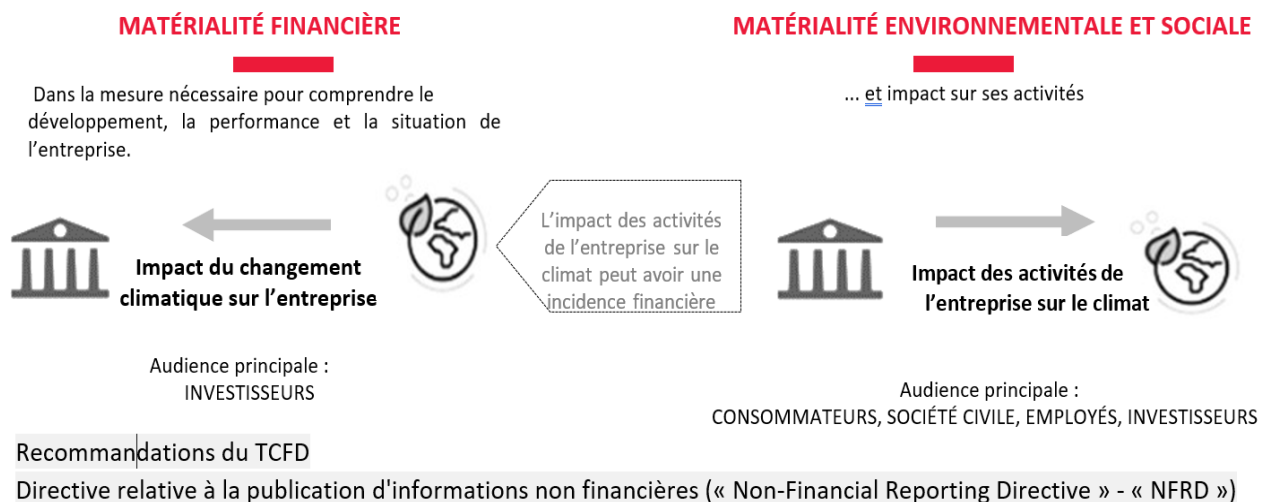 MATÉRIALITÉ FINANCIÈRE
Dans la mesure nécessaire pour comprendre le
développement, la performance et la situation de
l'entreprise.
Impact du changement
climatique sur l'entreprise
Audience principale :
INVESTISSEURS
L'impact des activités
de l'entreprise sur le
climat peut avoir une
incidence financière
MATÉRIALITÉ ENVIRONNEMENTALE ET SOCIALE
... et impact sur ses activités
Impact des activités de
l'entreprise sur le climat
Audience principale :
CONSOMMATEURS, SOCIÉTÉ CIVILE, EMPLOYÉS, INVESTISSEURS
Recommandations du TCFD
Directive relative à la publication d'informations non financières (« Non-Financial Reporting Directive » - « NFRD »)